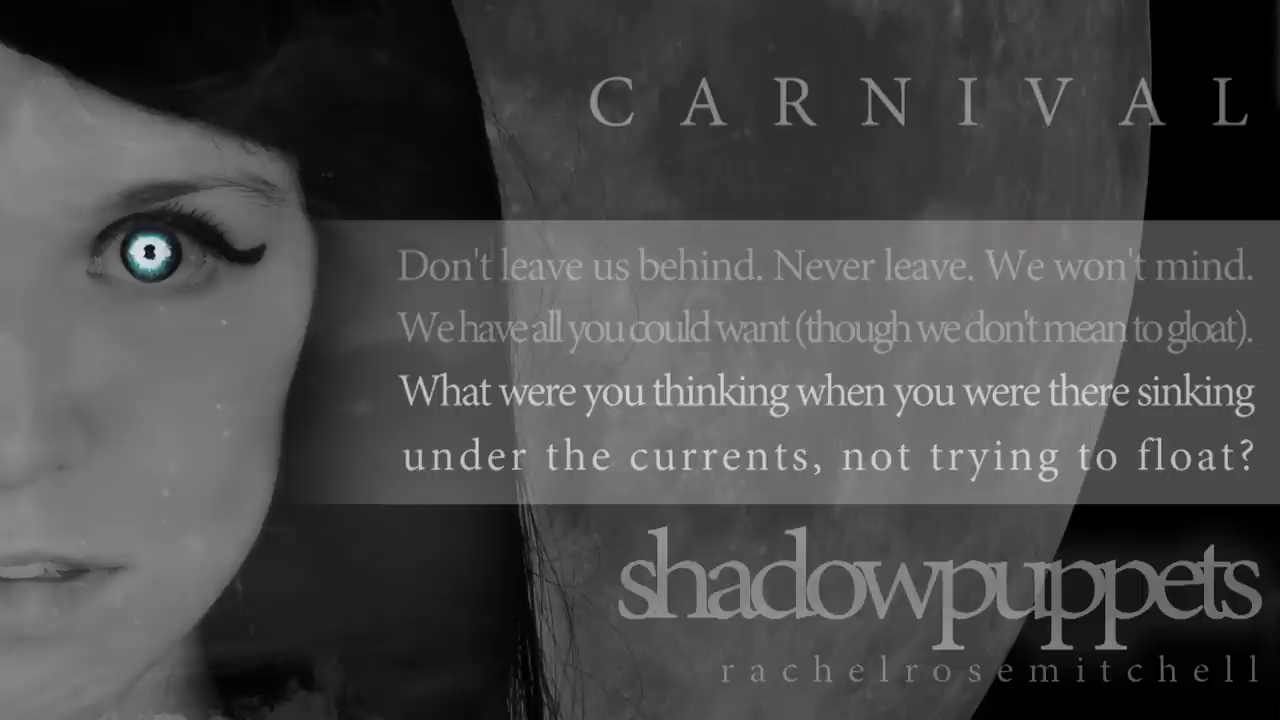 CARNIVAL
Don't leave us behind. Never leave. We won't mind.
We have all you could want (though we don't mean to gloat).
What were you thinking when you were there sinking
under the currents, not trying to float?
shadowpuppets
rachelrosemitchell